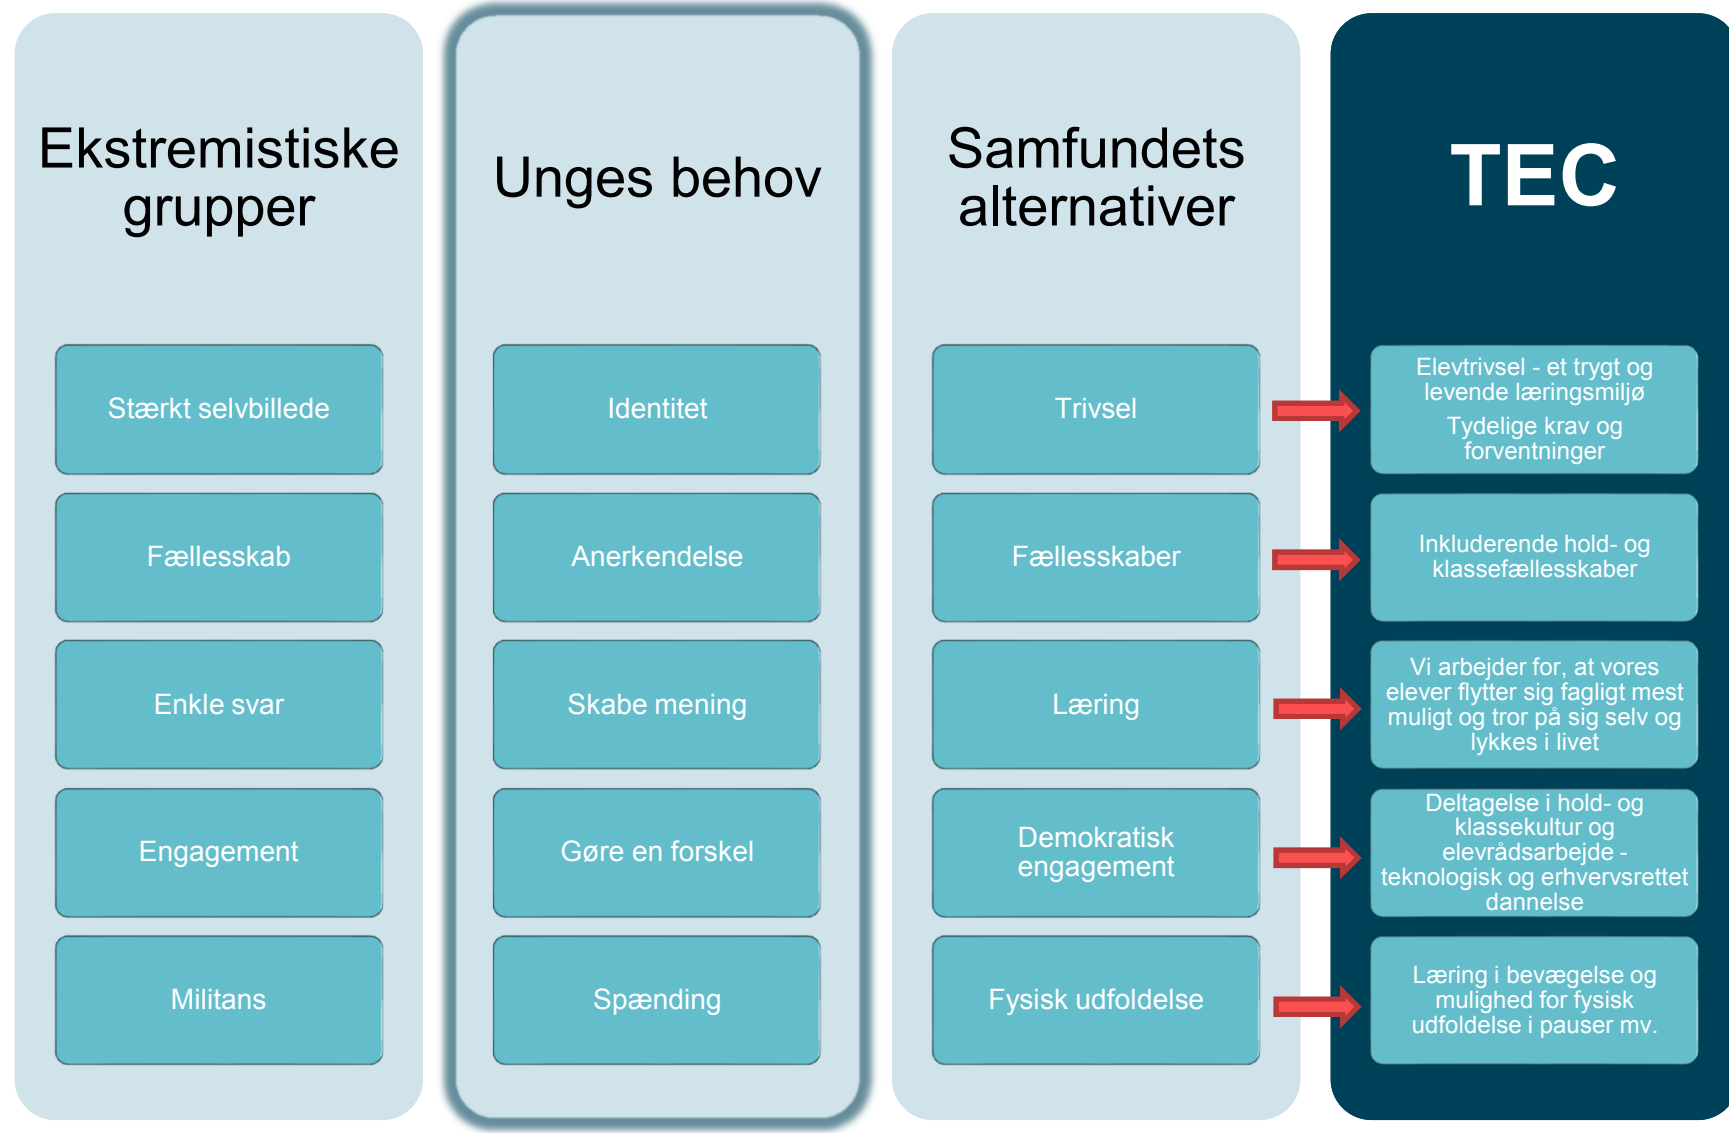 Ekstremistiske
grupper
Stærkt selvbillede
Fællesskab
Enkle svar
Engagement
Militans
Unges behov
Identitet
Anerkendelse
Skabe mening
Gøre en forskel
Spænding
Samfundets
alternativer
Trivsel
Fællesskaber
Læring
Demokratisk
engagement
Fysisk udfoldelse
TEC
Elevtrivsel - et trygt og
levende læringsmiljø
Tydelige krav og
forventninger
Inkluderende hold- og
klassefællesskaber
Vi arbejder for, at vores
elever flytter sig fagligt mest
muligt og tror på sig selv og
lykkes i livet
Deltagelse i hold- og
klassekultur og
elevrådsarbejde -
teknologisk og erhvervsrettet
dannelse
Læring i bevægelse og
mulighed for fysisk
udfoldelse i pauser mv.